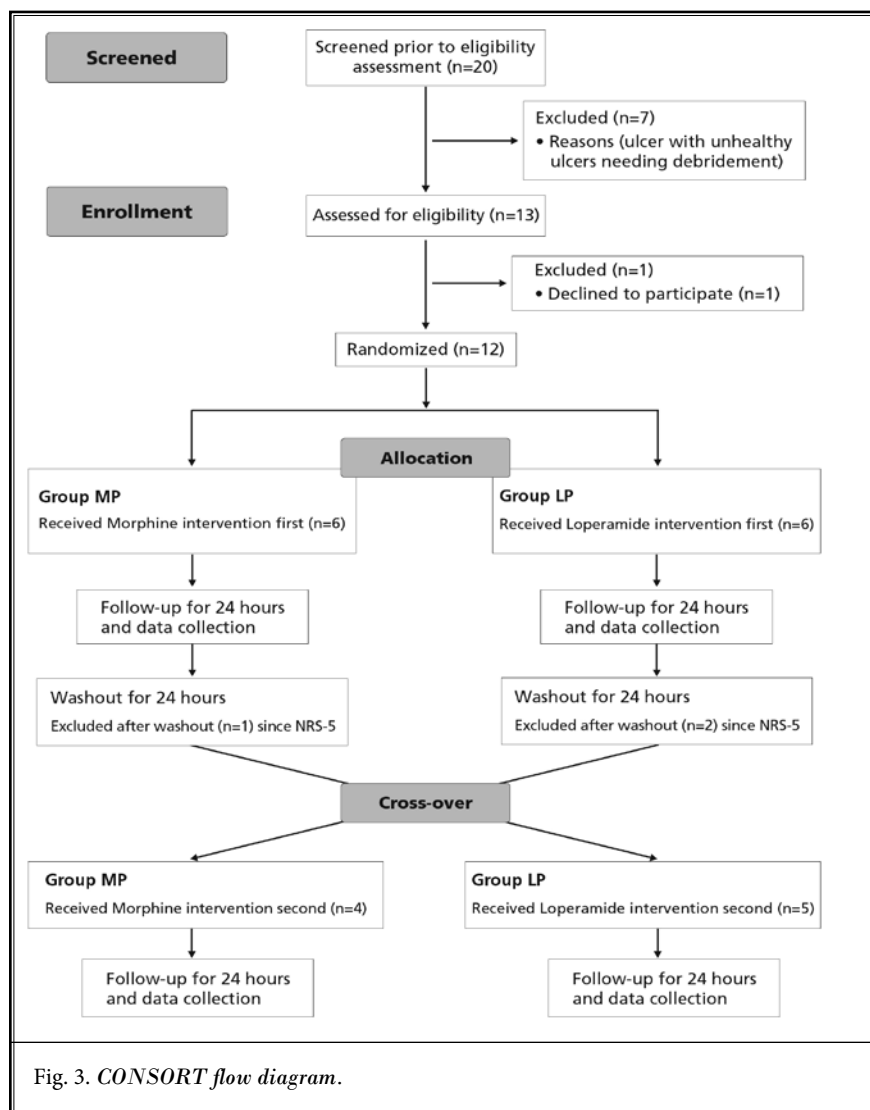 Screened
Screened prior to eligibility
assessment (n=20)
Excluded (n=7)
• Reasons (ulcer with unhealthy
ulcers needing debridement)
Enrollment
Assessed for eligibility (n=13)
Excluded (n=1)
• Declined to participate (n=1)
Randomized (n=12)
Allocation
Group MP
Received Morphine intervention first (n=6)
Group LP
Received Loperamide intervention first (n=6)
Follow-up for 24 hours
and data collection
Follow-up for 24 hours
and data collection
Washout for 24 hours
Excluded after washout (n=1) since NRS-5
Washout for 24 hours
Excluded after washout (n=2) since NRS-5
Cross-over
Group MP
Received Morphine intervention second (n=4)
Group LP
Received Loperamide intervention second (n=5)
Follow-up for 24 hours
and data collection
Follow-up for 24 hours
and data collection
Fig. 3. CONSORT flow diagram.